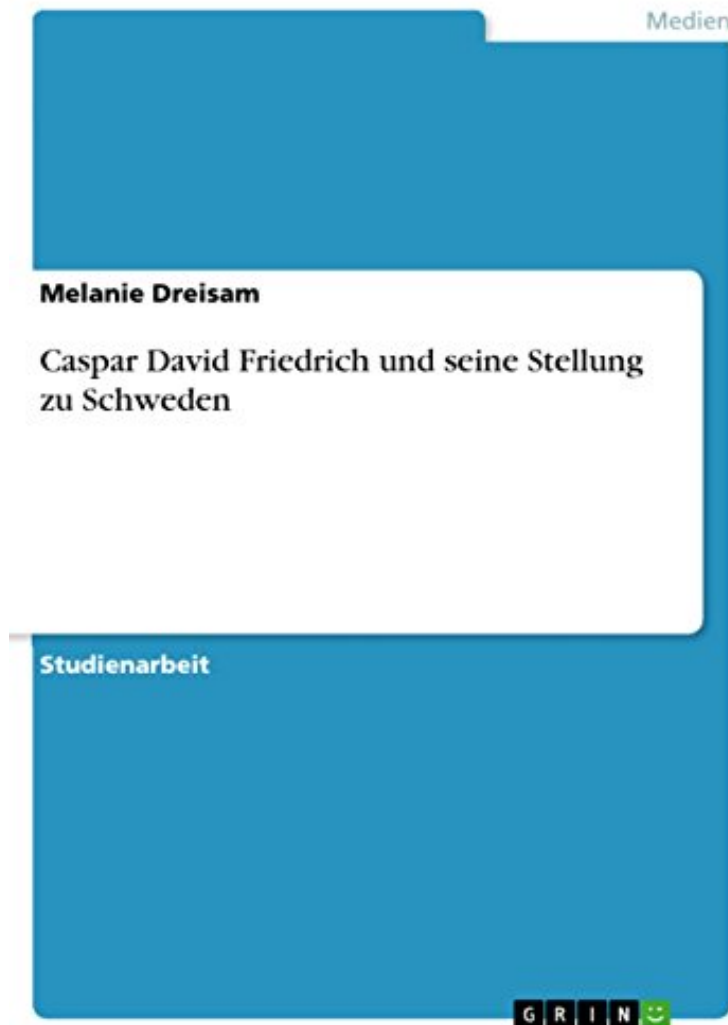 Medien
Melanie Dreisam
Caspar David Friedrich und seine Stellung
zu Schweden
Studienarbeit
GRIN